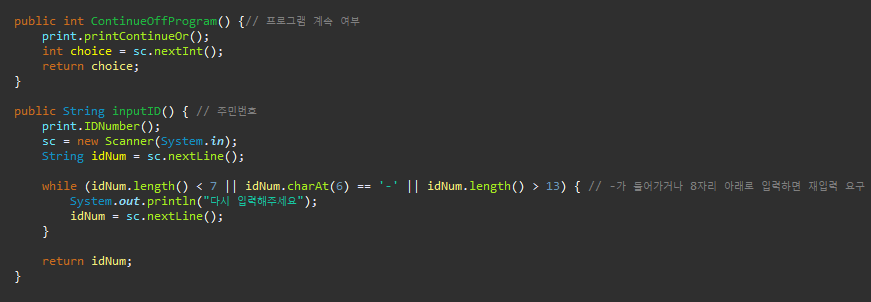 public int ContinueOffProgram() {// 프로그램 계속 여부
print.printContinueOr();
int choice = sc.nextInt();
return choice;
}
public String inputID() { // 주민번호
print.IDNumber();
sc = new Scanner(System.in);
String idNum = sc.nextLine();
while (idNum.length() < 7 || idNum.charAt(6) == '-' || idNum.length() > 13) { // -가 들어가거나 8자리 아래로 입력하면 재입력 요구
System.out.println("다시 입력해주세요");
idNum = sc.nextLine();
}
return idNum;
}